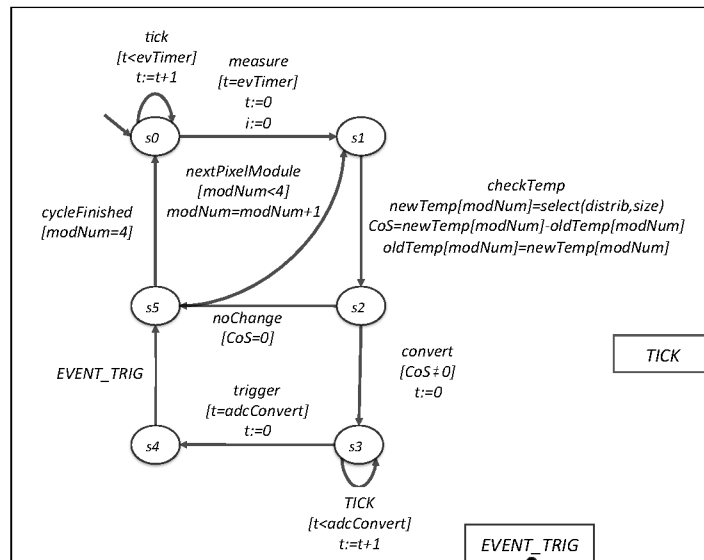 tick
[t<evTimer]
t:=t+1
measure
[t=evTimer]
t:=0
i:=0
s0
s1
nextPixelModule
[modNum<4]
modNum=modNum+1
cycleFinished
[modNum=4]
checkTemp
newTemp[modNum]=select(distrib,size)
CoS=newTemp[modNum]-oldTemp[modNum]
oldTemp[modNum]=newTemp[modNum]
s5
s2
noChange
[CoS=0]
convert
[CoS≠0]
t:=0
TICK
EVENT_TRIG
trigger
[t=adcConvert]
t:=0
s4
s3
TICK
[t<adcConvert]
t:=t+1
EVENT_TRIG